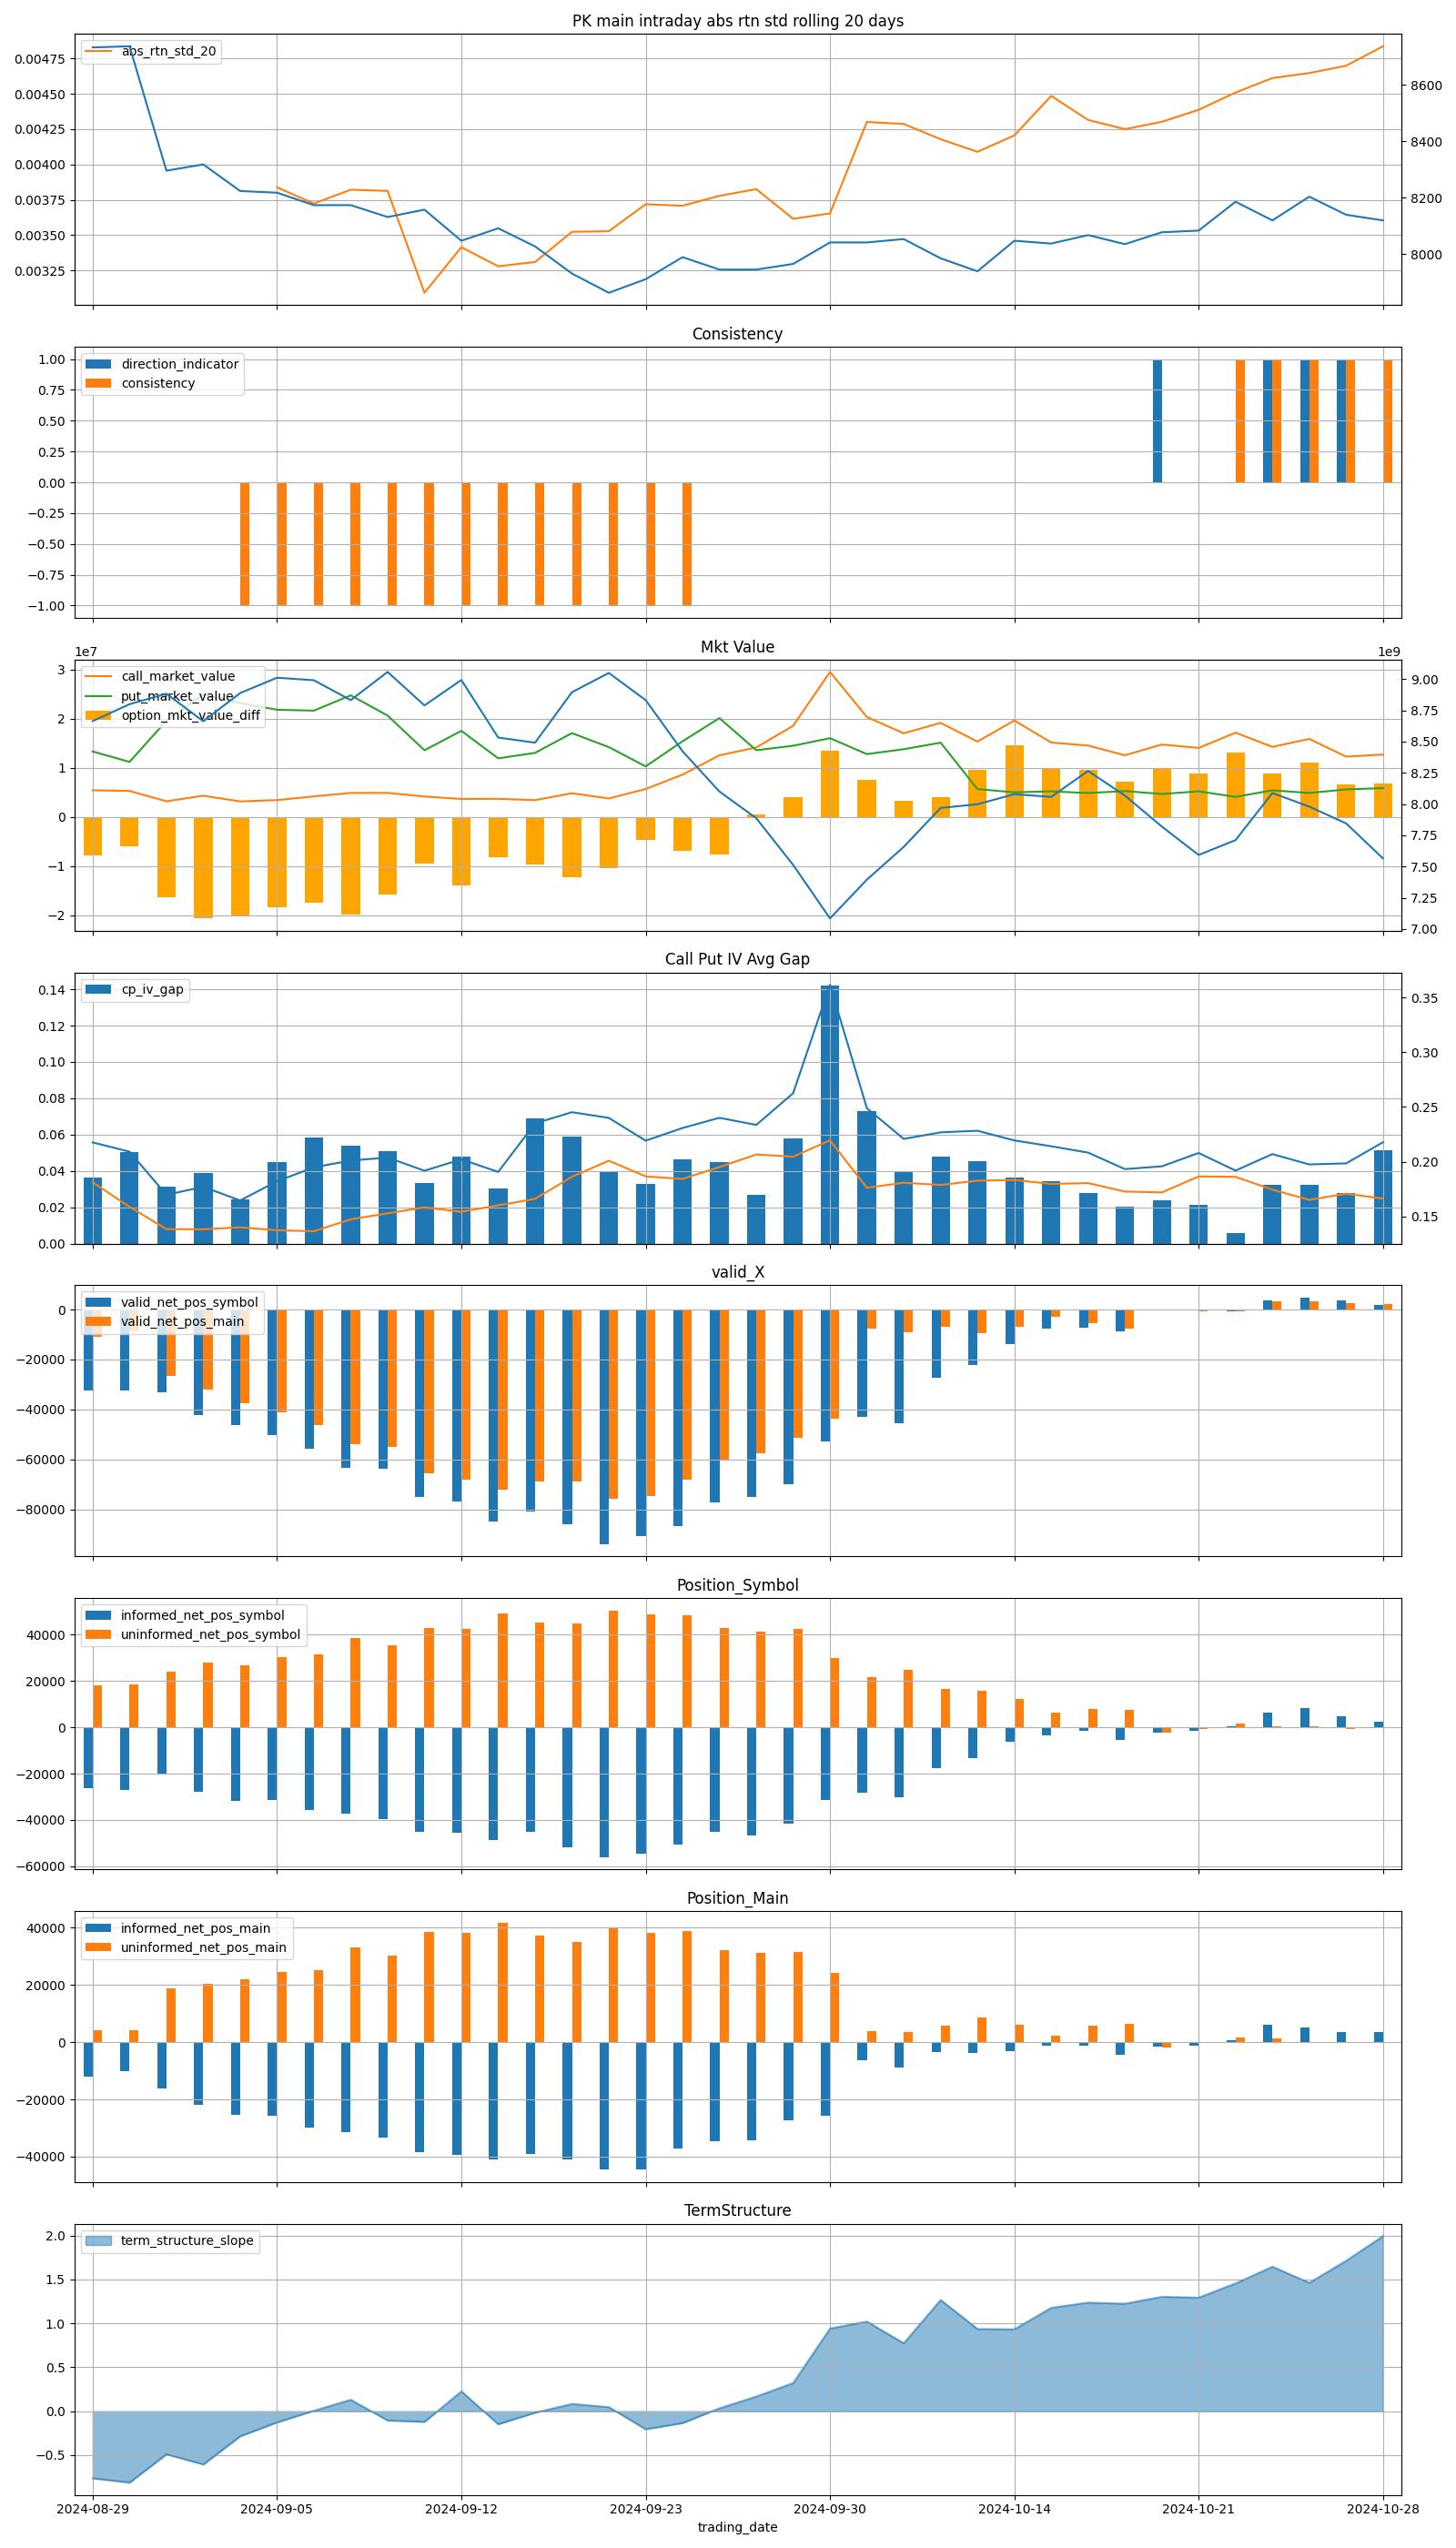 PK main intraday abs rtn std rolling 20 days
abs_rtn_std_20
0.00475
0.00450
0.00425
0.00400
0.00375
0.00350
0.00325
8600
8400
8200
8000
Consistency
direction_indicator
consistency
1.00
0.75
0.50
0.25
0.00
−0.25
−0.50
−0.75
−1.00
Mkt Value
1e7
1e9
call_market_value
put_market_value
option_mkt_value_diff
3
2
1
0
−1
−2
9.00
8.75
8.50
8.25
8.00
7.75
7.50
7.25
7.00
Call Put IV Avg Gap
cp_iv_gap
0.14
0.12
0.10
0.08
0.06
0.04
0.02
0.00
0.35
0.30
0.25
0.20
0.15
valid_X
valid_net_pos_symbol
valid_net_pos_main
0
−20000
−40000
−60000
−80000
Position_Symbol
informed_net_pos_symbol
uninformed_net_pos_symbol
40000
20000
0
−20000
−40000
−60000
Position_Main
informed_net_pos_main
uninformed_net_pos_main
40000
20000
0
−20000
−40000
TermStructure
term_structure_slope
2.0
1.5
1.0
0.5
0.0
−0.5
2024-08-29 2024-09-05 2024-09-12 2024-09-23 2024-09-30 2024-10-14 2024-10-21 2024-10-28
trading_date